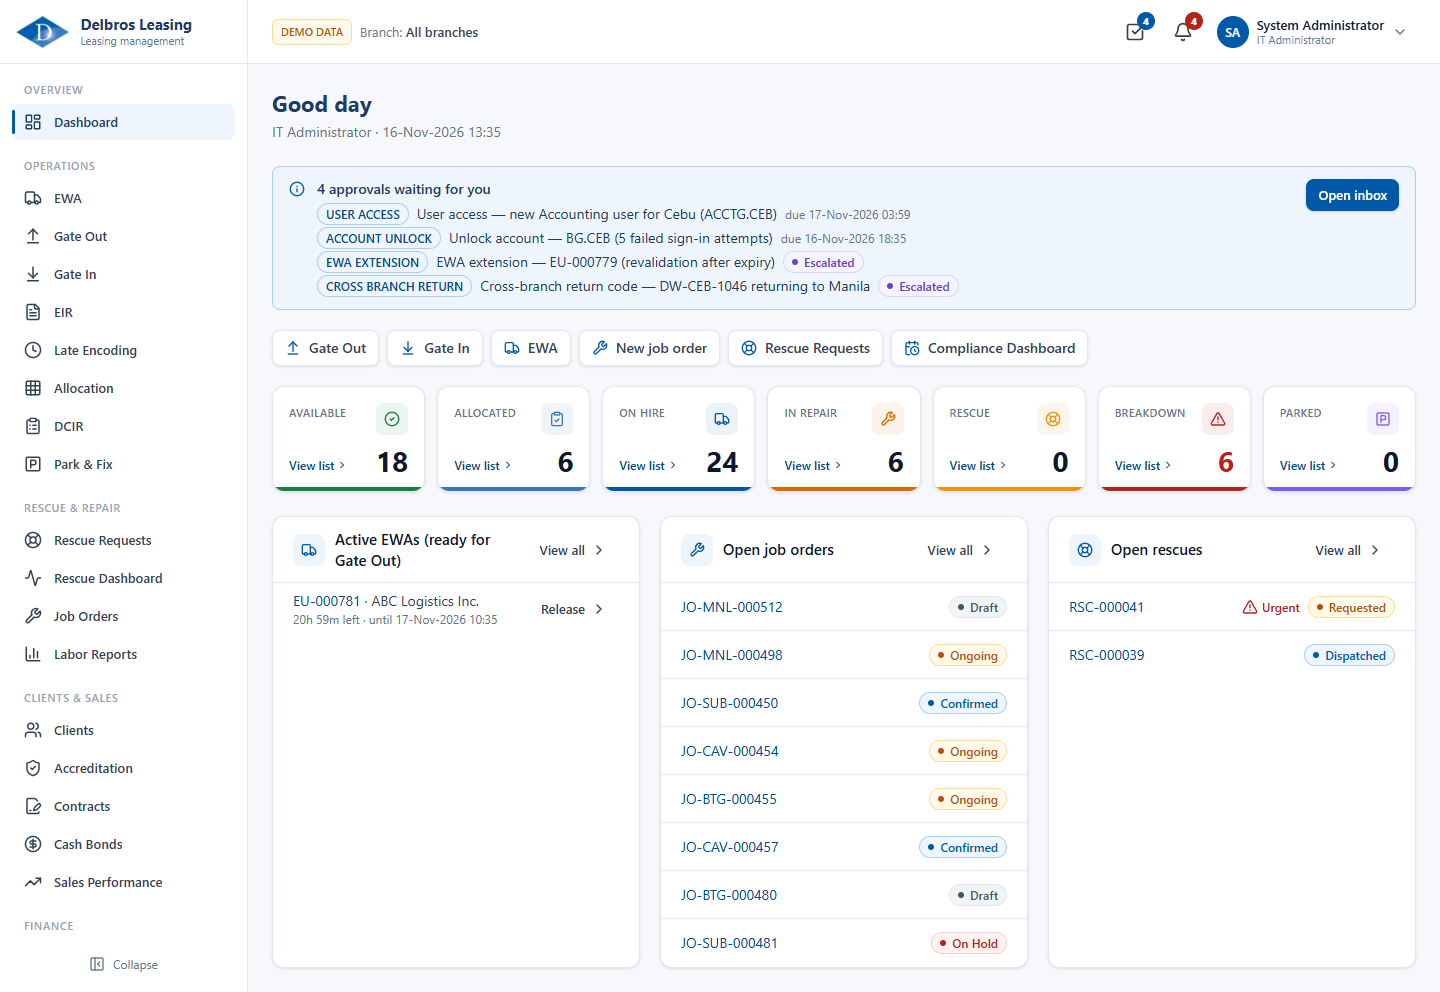 Delbros Leasing
Leasing management
DEMO DATA Branch: All branches
4
4
SA
System Administrator
IT Administrator
OVERVIEW
Dashboard
OPERATIONS
EWA
Gate Out
Gate In
EIR
Late Encoding
Allocation
DCIR
Park & Fix
RESCUE & REPAIR
Rescue Requests
Rescue Dashboard
Job Orders
Labor Reports
CLIENTS & SALES
Clients
Accreditation
Contracts
Cash Bonds
Sales Performance
FINANCE
Collapse
Good day
IT Administrator · 16-Nov-2026 13:35
4 approvals waiting for you
Open inbox
USER ACCESS User access — new Accounting user for Cebu (ACCTG.CEB) due 17-Nov-2026 03:59
ACCOUNT UNLOCK Unlock account — BG.CEB (5 failed sign-in attempts) due 16-Nov-2026 18:35
EWA EXTENSION EWA extension — EU-000779 (revalidation after expiry) Escalated
CROSS BRANCH RETURN Cross-branch return code — DW-CEB-1046 returning to Manila Escalated
Gate Out Gate In EWA New job order Rescue Requests Compliance Dashboard
AVAILABLE
View list 18
ALLOCATED
View list 6
ON HIRE
View list 24
IN REPAIR
View list 6
RESCUE
View list 0
BREAKDOWN
View list 6
PARKED
View list 0
Active EWAs (ready for
Gate Out)
View all
EU-000781 · ABC Logistics Inc.
20h 59m left · until 17-Nov-2026 10:35
Release
Open job orders View all
JO-MNL-000512 Draft
JO-MNL-000498 Ongoing
JO-SUB-000450 Confirmed
JO-CAV-000454 Ongoing
JO-BTG-000455 Ongoing
JO-CAV-000457 Confirmed
JO-BTG-000480 Draft
JO-SUB-000481 On Hold
Open rescues View all
RSC-000041 Urgent Requested
RSC-000039 Dispatched